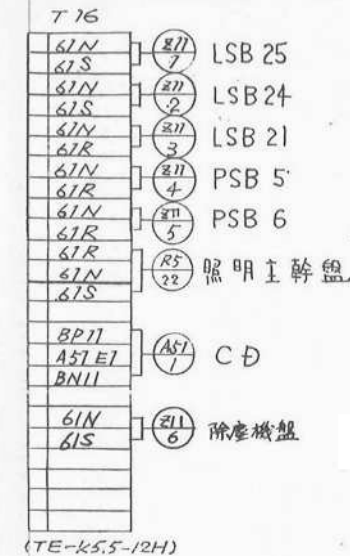 T 16
61N
61S
Z11
1
LSB 25
61N
61S
Z11
2
LSB 24
61N
61R
Z11
3
LSB 21
61N
61R
Z11
4
PSB 5
61N
61R
Z11
5
PSB 6
61R
61N
61S
R5
22
照明主幹盤
BP11
A51 E1
BN11
A51
1
CD
61N
61S
Z11
6
除塵機盤
(TE-K5.5-12H)